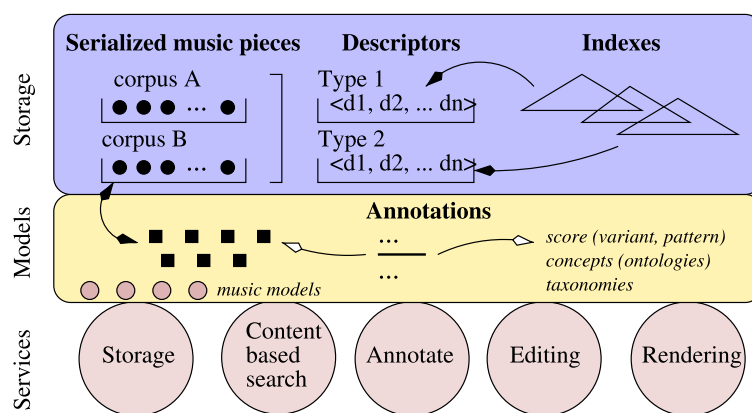 Storage
Serialized music pieces
corpus A
...
corpus B
...
Descriptors
Type 1
<d1, d2, ... dn>
Type 2
<d1, d2, ... dn>
Indexes
Models
Annotations
...
...
score (variant, pattern)
concepts (ontologies)
taxonomies
music models
Services
Storage
Content
based
search
Annotate
Editing
Rendering